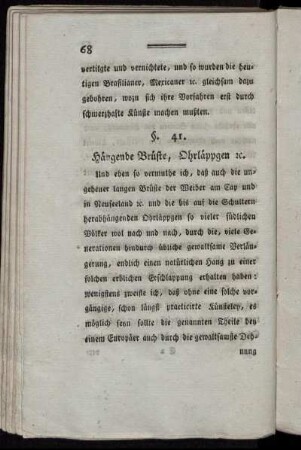 68
vertilgte und vernichtete, und so wurden die heu-
tigen Brasilianer, Mexicaner ꝛc. gleichsam dazu
gebohren, wozu sich ihre Vorfahren erst durch
schmerzhafte Künste machen mußten.
§. 41.
Hängende Brüste, Ohrläppgen ꝛc.
Und eben so vermuthe ich, daß auch die un-
geheuer langen Brüste der Weiber am Cap und
in Neuseeland ꝛc. und die bis auf die Schultern
herabhängenden Ohrläppgen so vieler südlichen
Völker wol nach und nach, durch die, viele Ge-
nerationen hindurch übliche gewaltsame Verlän-
gerung, endlich einen natürlichen Hang zu einer
solchen erblichen Erschlappung erhalten haben:
wenigstens zweifle ich, daß ohne eine solche vor-
gängige, schon längst practicirte Künsteley, es
möglich seyn sollte die genannten Theile bey
einem Europäer auch durch die gewaltsamste Deh-
nung